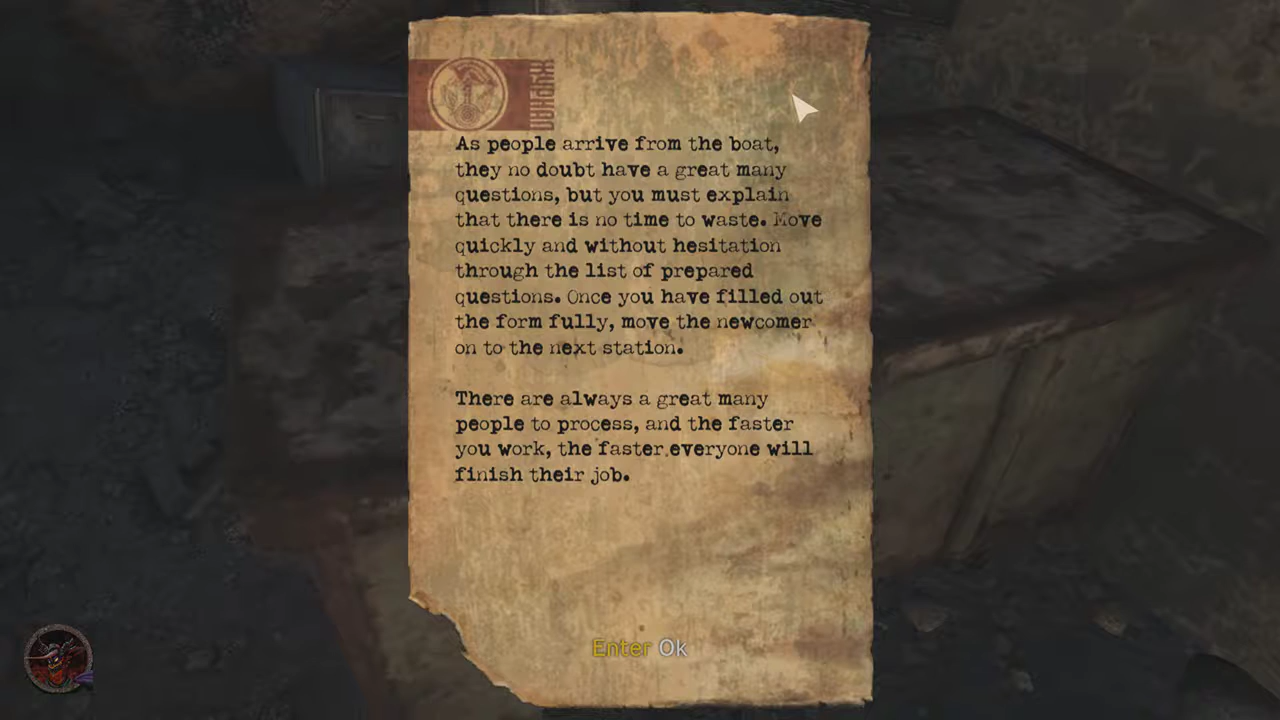 As people arrive from the boat,
they no doubt have a great many
questions, but you must explain
that there is no time to waste. Move
quickly and without hesitation
through the list of prepared
questions. Once you have filled out
the form fully, move the newcomer
on to the next station.
There are always a great many
people to process, and the faster
you work, the faster everyone will
finish their job.
Enter Ok